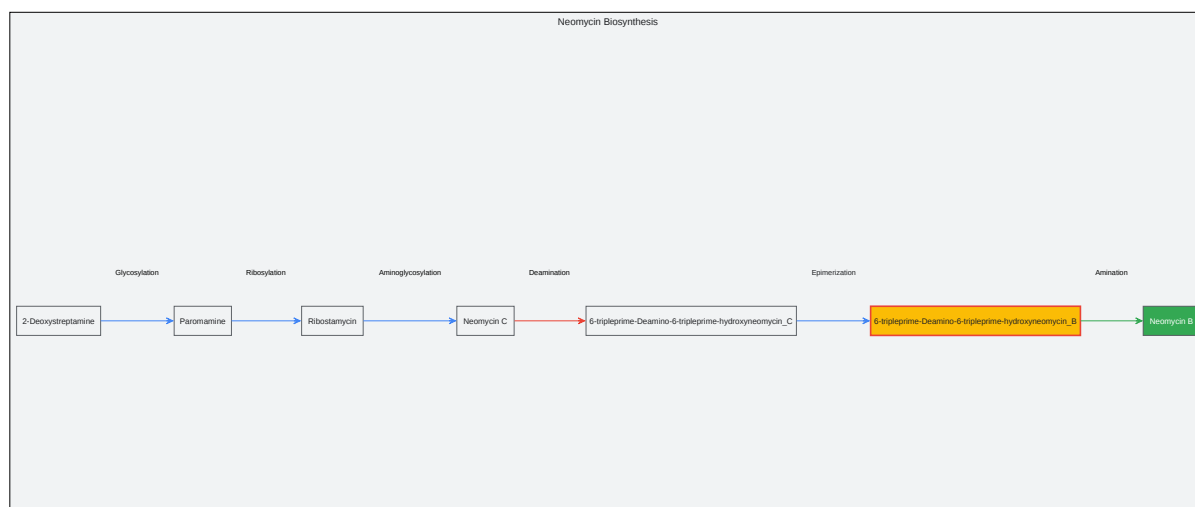 Neomycin Biosynthesis
Glycosylation
Ribosylation
Aminoglycosylation
Deamination
Epimerization
Amination
2-Deoxystreptamine
Paromamine
Ribostamycin
Neomycin C
6-tripleprime-Deamino-6-tripleprime-hydroxyneomycin_C
6-tripleprime-Deamino-6-tripleprime-hydroxyneomycin_B
Neomycin B